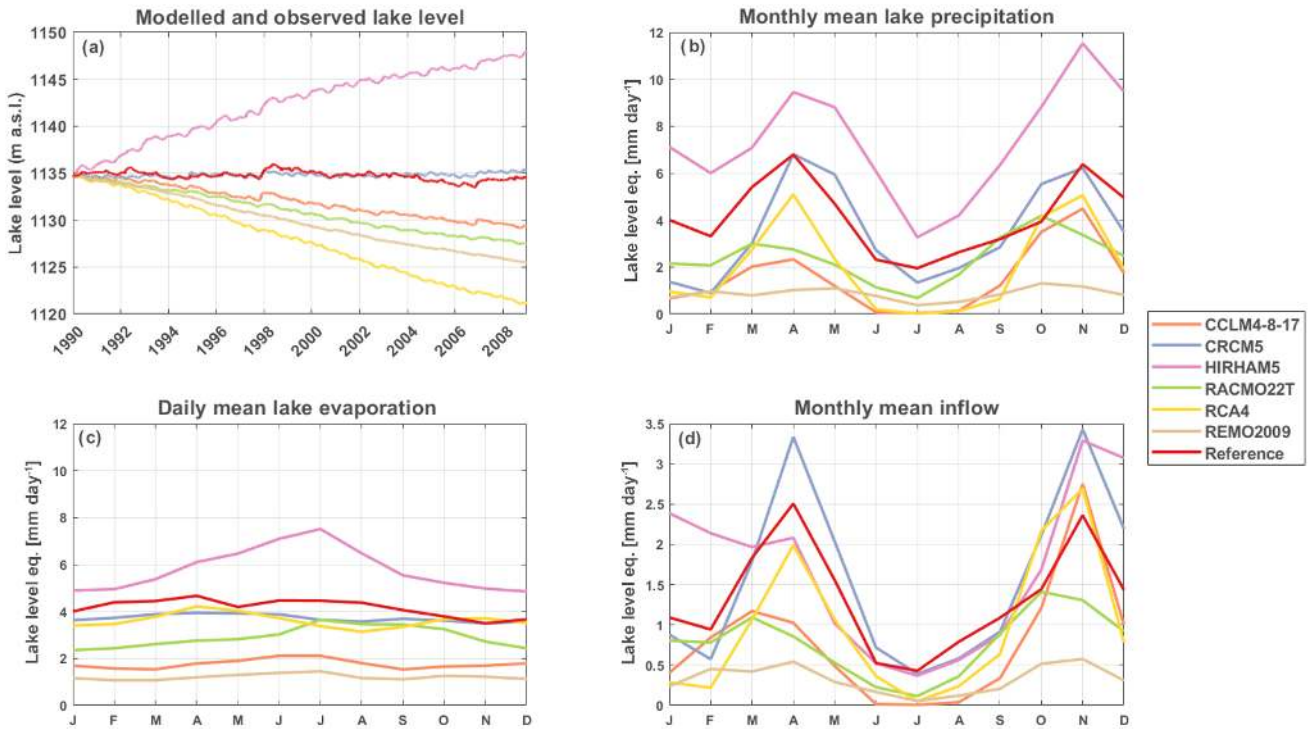 Modelled and observed lake level
(a)
Lake level (m a.s.l.)
1150
1145
1140
1135
1130
1125
1120
1990 1992 1994 1996 1998 2000 2002 2004 2006 2008
Monthly mean lake precipitation
(b)
Lake level eq. [mm day-1]
12
10
8
6
4
2
0
J F M A M J J A S O N D
Daily mean lake evaporation
(c)
Lake level eq. [mm day-1]
12
10
8
6
4
2
0
J F M A M J J A S O N D
Monthly mean inflow
(d)
Lake level eq. [mm day-1]
3.5
3
2.5
2
1.5
1
0.5
0
J F M A M J J A S O N D
CCLM4-8-17
CRCM5
HIRHAM5
RACMO22T
RCA4
REMO2009
Reference